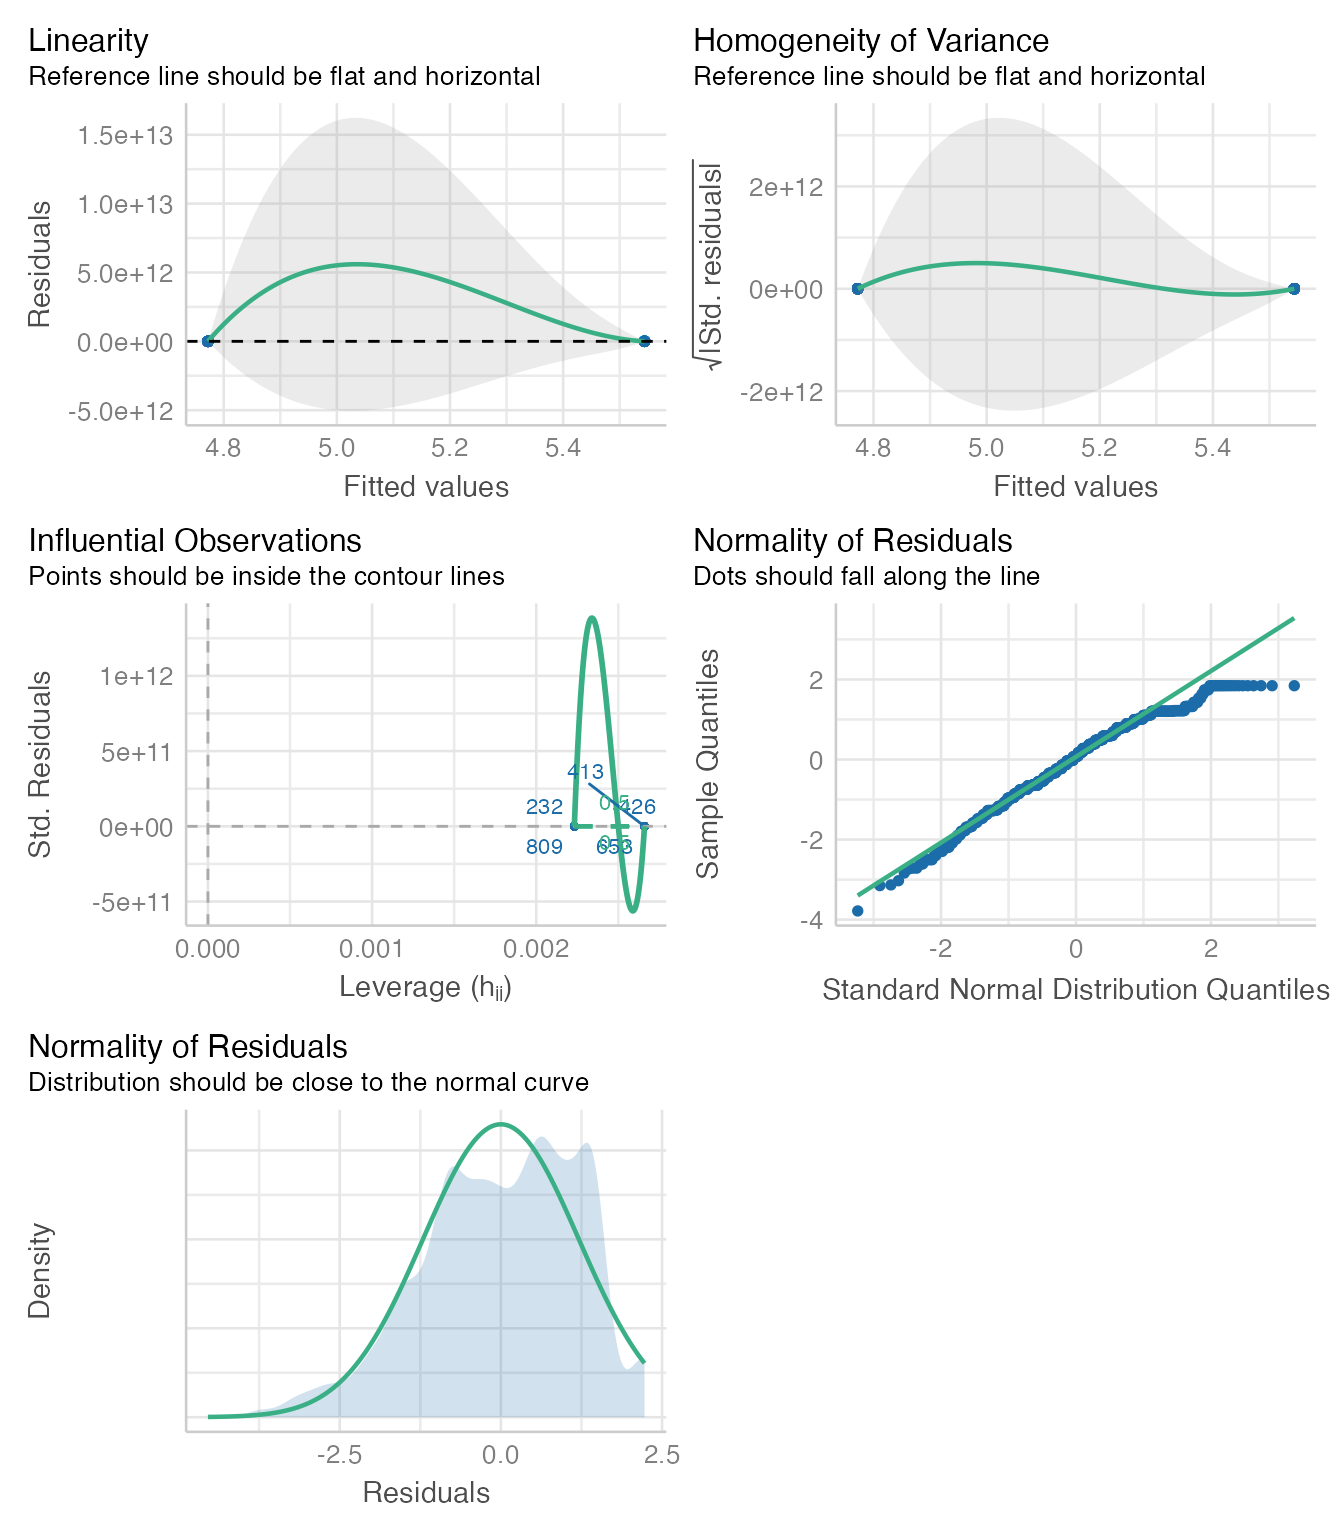 Linearity
Reference line should be flat and horizontal
Residuals
1.5e+13
1.0e+13
5.0e+12
0.0e+00
-5.0e+12
4.8
5.0
5.2
5.4
Fitted values
Homogeneity of Variance
Reference line should be flat and horizontal
√|Std. residuals|
2e+12
0e+00
-2e+12
4.8
5.0
5.2
5.4
Fitted values
Influential Observations
Points should be inside the contour lines
Std. Residuals
1e+12
5e+11
0e+00
-5e+11
413
232
0.5
426
809
653
0.5
0.000
0.001
0.002
Leverage (hii)
Normality of Residuals
Dots should fall along the line
Sample Quantiles
2
0
-2
-4
-2
0
2
Standard Normal Distribution Quantiles
Normality of Residuals
Distribution should be close to the normal curve
Density
-2.5
0.0
2.5
Residuals